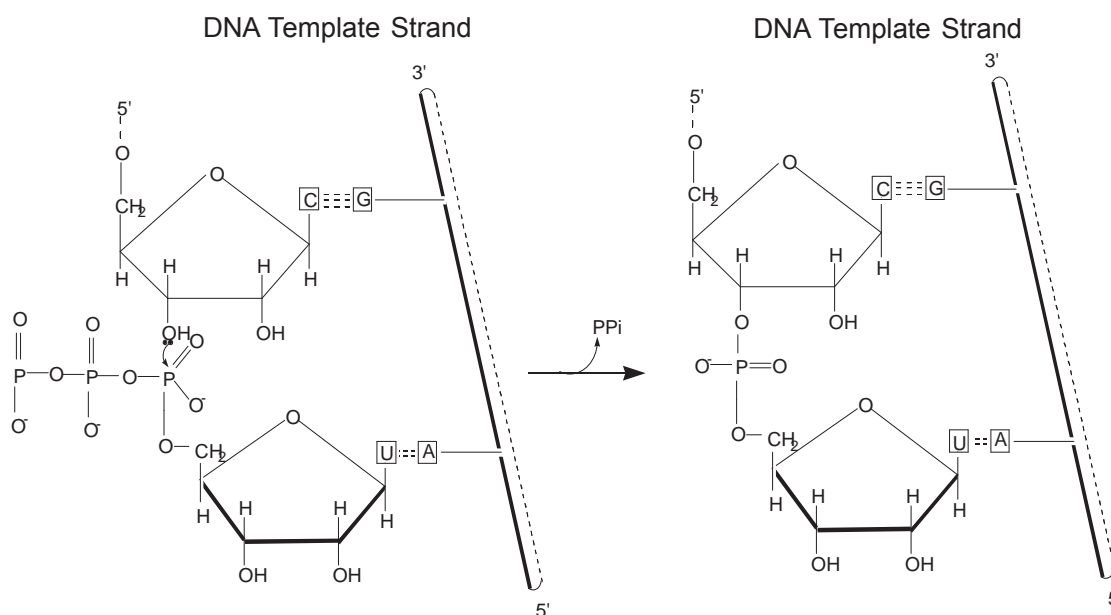 DNA Template Strand
DNA Template Strand
3'
3'
5'
5'
O
O
O
O
C
G
C
G
CH2
CH2
H
H
H
H
H
H
H
H
OH
OH
O
OH
O
O
O
O
PPi
P
O
P
O
P
O-
P
O
O-
O-
O-
O
O
O
CH2
O
CH2
U
A
U
A
H
H
H
H
H
H
H
H
OH
OH
OH
OH
5'
5